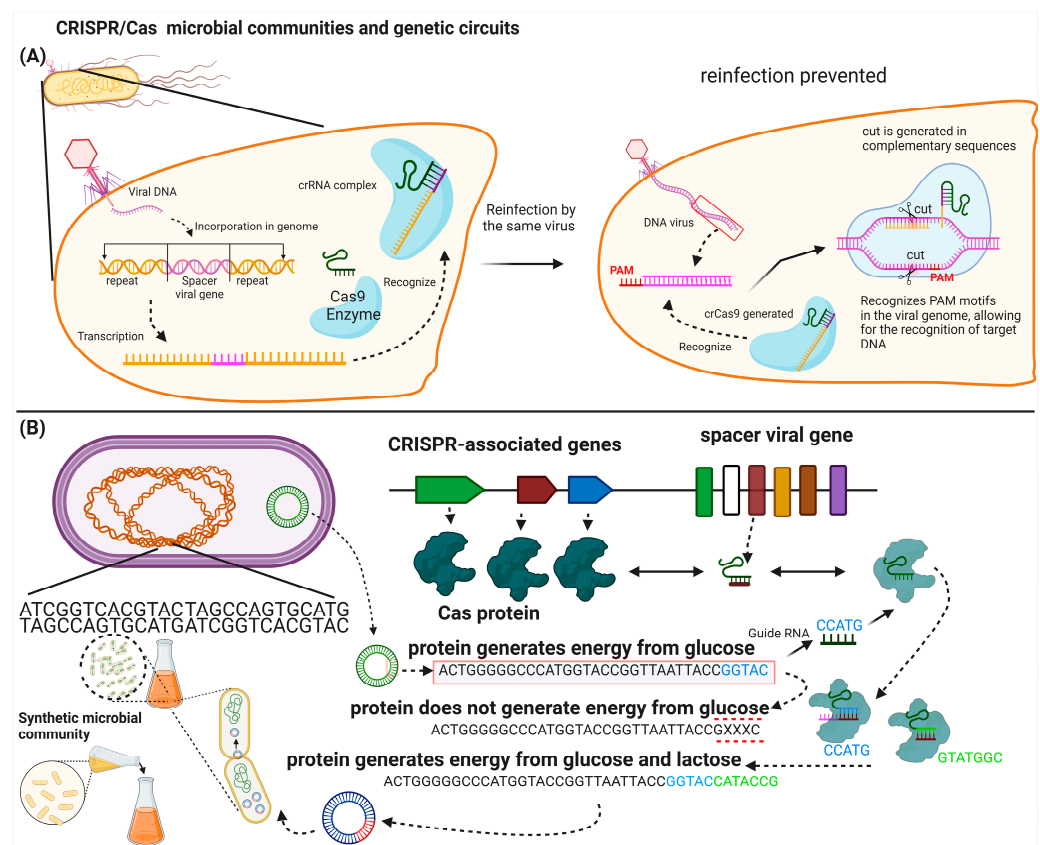 CRISPR/Cas microbial communities and genetic circuits
(A)
reinfection prevented
cut is generated in
complementary sequences
Viral DNA
crRNA complex
Incorporation in genome
Reinfection by
the same virus
DNA virus
cut
cut
PAM
PAM
repeat
Spacer
viral gene
repeat
Cas9
Enzyme
Recognize
Transcription
crCas9 generated
Recognize
Recognizes PAM motifs
in the viral genome, allowing
for the recognition of target
DNA
(B)
CRISPR-associated genes
spacer viral gene
Cas protein
ATCGGTCACGTACTAGCCAGTGCATG
TAGCCAGTGCATGATCGGTCACGTAC
Guide RNA
CCATG
protein generates energy from glucose
ACTGGGGGCCCATGGTACCGGTTAATTACCGGTAC
protein does not generate energy from glucose
ACTGGGGGCCCATGGTACCGGTTAATTACCGXXXC
CCATG
GTATGGC
Synthetic microbial
community
protein generates energy from glucose and lactose
ACTGGGGGCCCATGGTACCGGTTAATTACCGGTACCATACCG